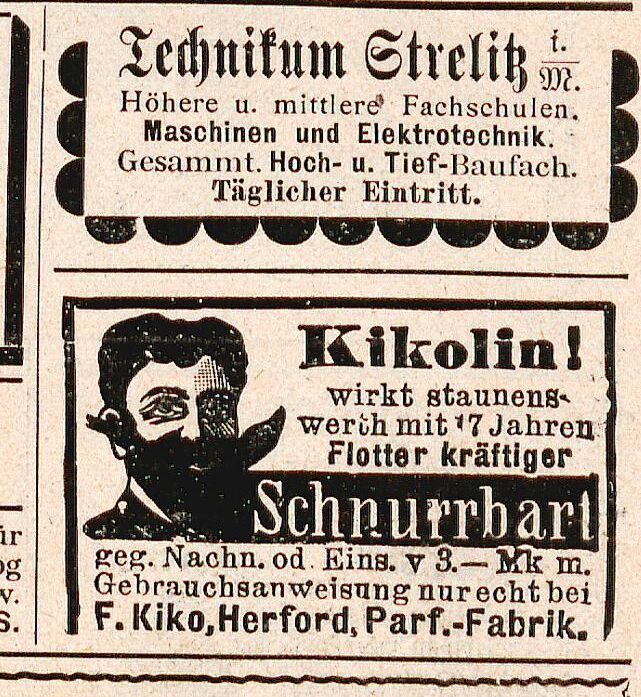 Technikum Strelitz i. M.
Höhere u. mittlere Fachschulen.
Maschinen und Elektrotechnik.
Gesammt. Hoch- u. Tief-Baufach.
Täglicher Eintritt.
Kikolin!
wirkt staunens-
werth mit 17 Jahren
Flotter kräftiger
Schnurrbart
geg. Nachn. od. Eins. v 3.— Mk m.
Gebrauchsanweisung nur echt bei
F. Kiko, Herford, Parf.-Fabrik.